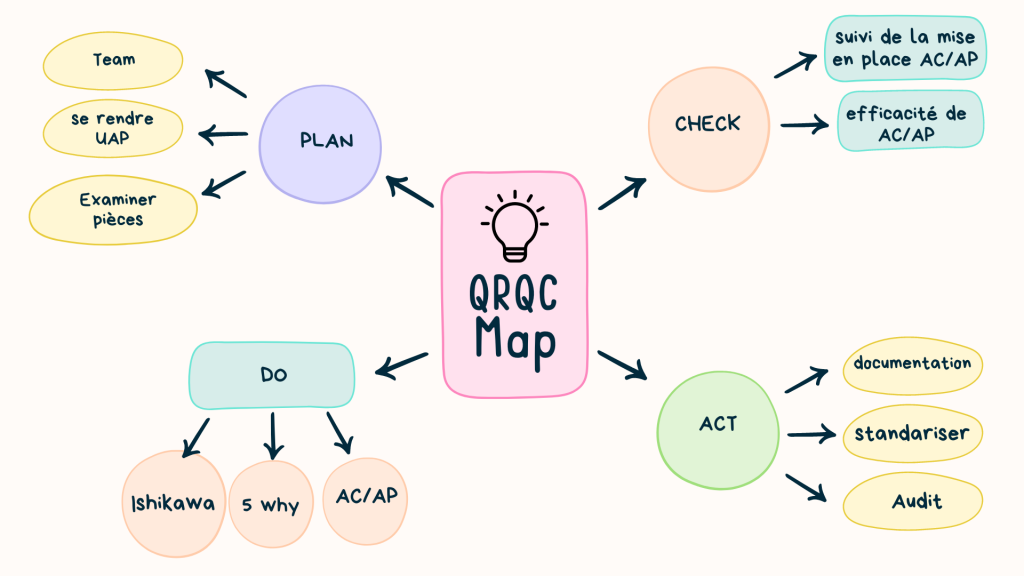 Team
se rendre
UAP
Examiner
pièces
PLAN
QRQC
Map
CHECK
suivi de la mise
en place AC/AP
efficacité de
AC/AP
DO
Ishikawa
5 why
AC/AP
ACT
documentation
standariser
Audit